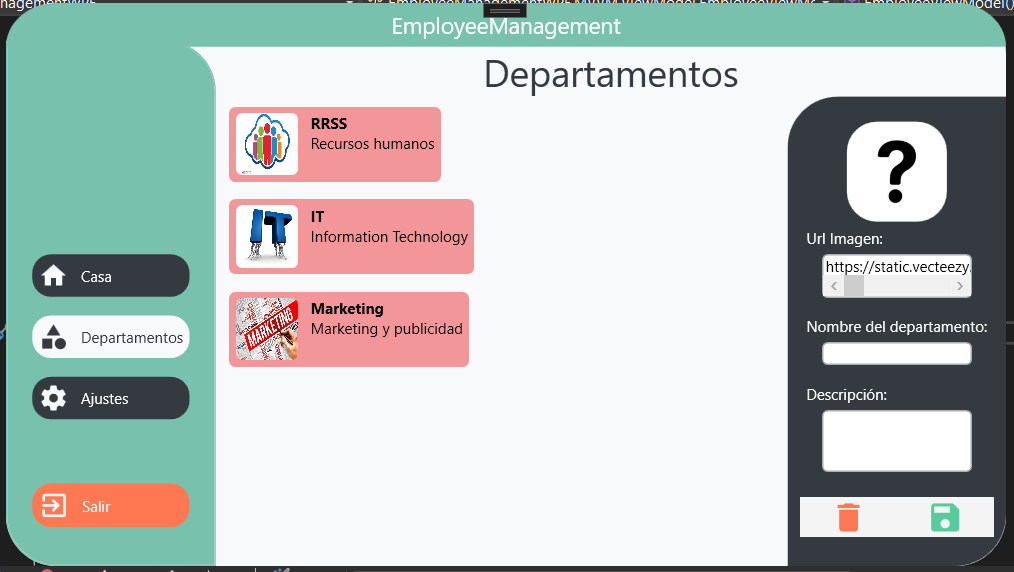 EmployeeManagement
Departamentos
RRSS
Recursos humanos
IT
Information Technology
Marketing
Marketing y publicidad
MARKETING
Casa
Departamentos
Ajustes
Salir
?
Url Imagen:
https://static.vecteezy.
Nombre del departamento:
Descripción: